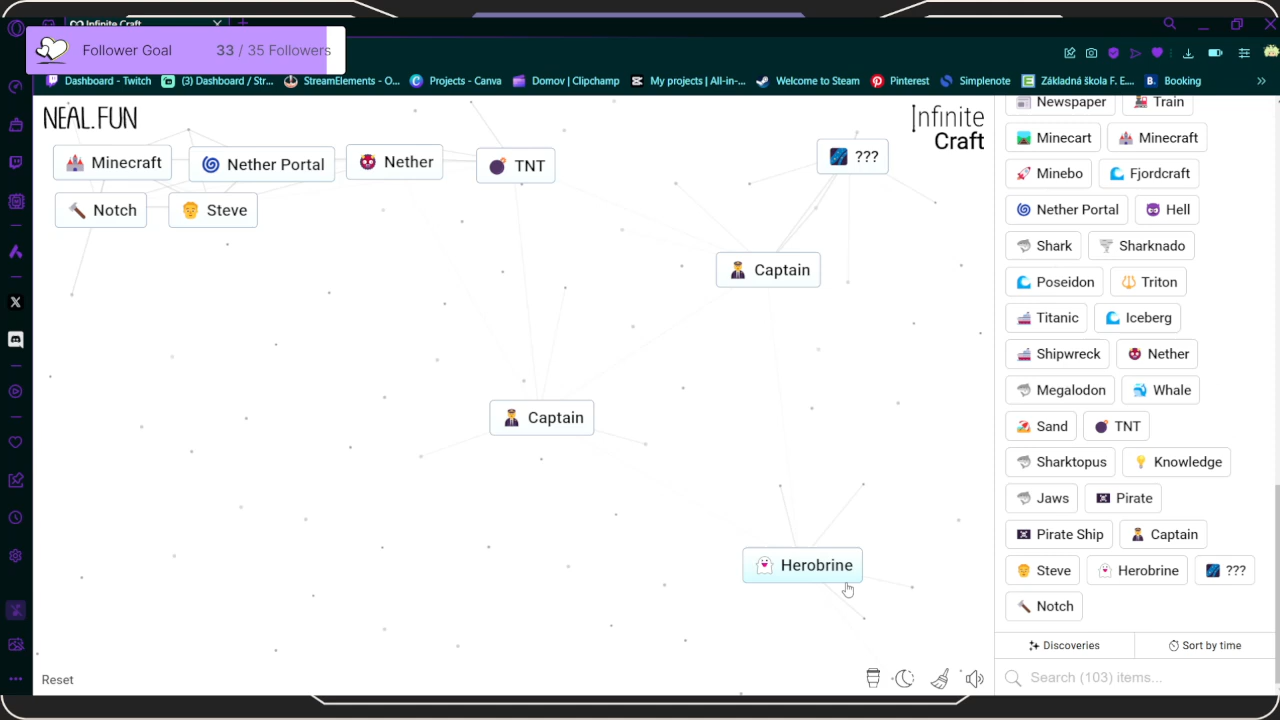 Infinite Craft
Follower Goal 33 / 35 Followers
Dashboard - Twitch (3) Dashboard / Str... StreamElements - O... Projects - Canva Domov | Clipchamp My projects | All-in-... Welcome to Steam Pinterest Simplenote Základná škola F. E... Booking
NEAL.FUN
Infinite
Craft
Minecraft Nether Portal Nether TNT ???
Notch Steve
Captain
Captain
Herobrine
Reset
Newspaper Train
Minecart Minecraft
Minebo Fjordcraft
Nether Portal Hell
Shark Sharknado
Poseidon Triton
Titanic Iceberg
Shipwreck Nether
Megalodon Whale
Sand TNT
Sharktopus Knowledge
Jaws Pirate
Pirate Ship Captain
Steve Herobrine ???
Notch
Discoveries Sort by time
Search (103) items...